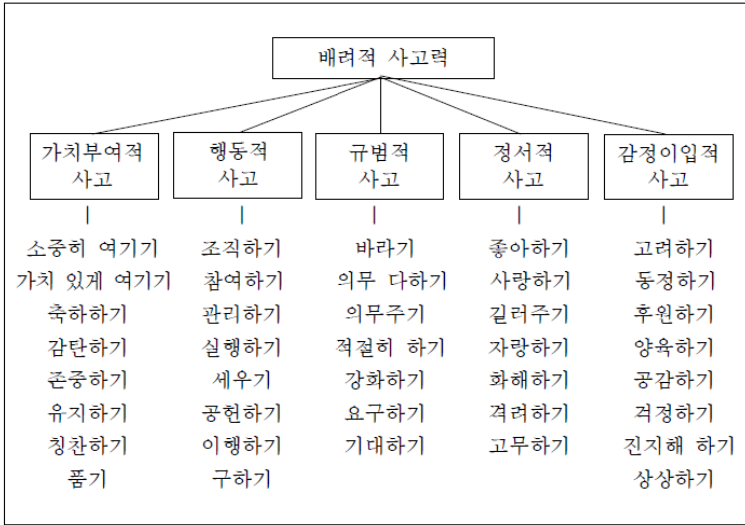 배려적 사고력
가치부여적 사고
행동적 사고
규범적 사고
정서적 사고
감정이입적 사고
소중히 여기기
가치 있게 여기기
축하하기
감탄하기
존중하기
유지하기
칭찬하기
품기
조직하기
참여하기
관리하기
실행하기
세우기
공헌하기
이행하기
구하기
바라기
의무 다하기
의무주기
적절히 하기
강화하기
요구하기
기대하기
좋아하기
사랑하기
길러주기
자랑하기
화해하기
격려하기
고무하기
고려하기
동정하기
후원하기
양육하기
공감하기
걱정하기
진지해 하기
상상하기